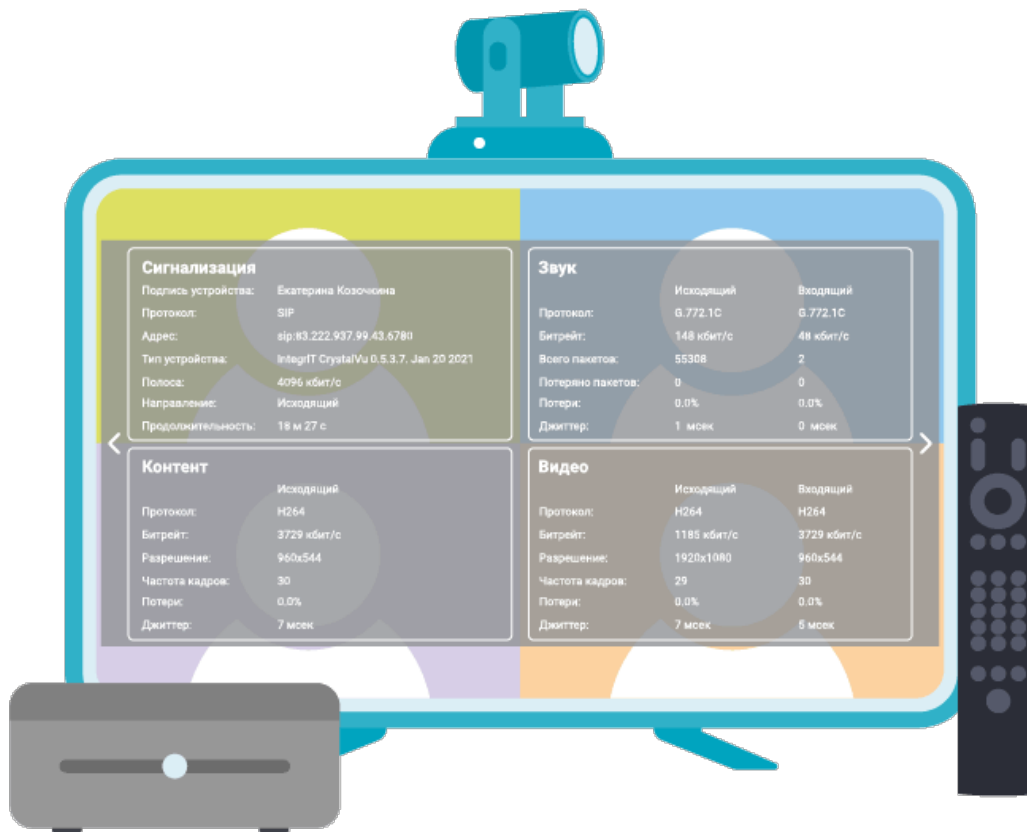 Сигнализация
Подпись устройства: Екатерина Козочкина
Протокол: SIP
Адрес: sip:83.222.937.99.43.6780
Тип устройства: IntegrIT CrystalVu 0.5.3.7. Jan 20 2021
Полоса: 4096 кбит/с
Направление: Исходящий
Продолжительность: 18 м 27 с
Звук
Исходящий Входящий
Протокол: G.772.1C G.772.1C
Битрейт: 148 кбит/с 48 кбит/с
Всего пакетов: 55308 2
Потеряно пакетов: 0 0
Потери: 0.0% 0.0%
Джиттер: 1 мсек 0 мсек
Контент
Исходящий
Протокол: H264
Битрейт: 3729 кбит/с
Разрешение: 960x544
Частота кадров: 30
Потери: 0.0%
Джиттер: 7 мсек
Видео
Исходящий Входящий
Протокол: H264 H264
Битрейт: 1185 кбит/с 3729 кбит/с
Разрешение: 1920x1080 960x544
Частота кадров: 29 30
Потери: 0.0% 0.0%
Джиттер: 7 мсек 5 мсек